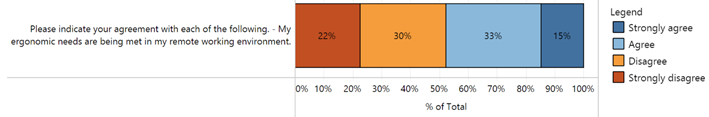 Please indicate your agreement with each of the following. - My
ergonomic needs are being met in my remote working environment.
22%
30%
33%
15%
0% 10% 20% 30% 40% 50% 60% 70% 80% 90% 100%
% of Total
Legend
Strongly agree
Agree
Disagree
Strongly disagree